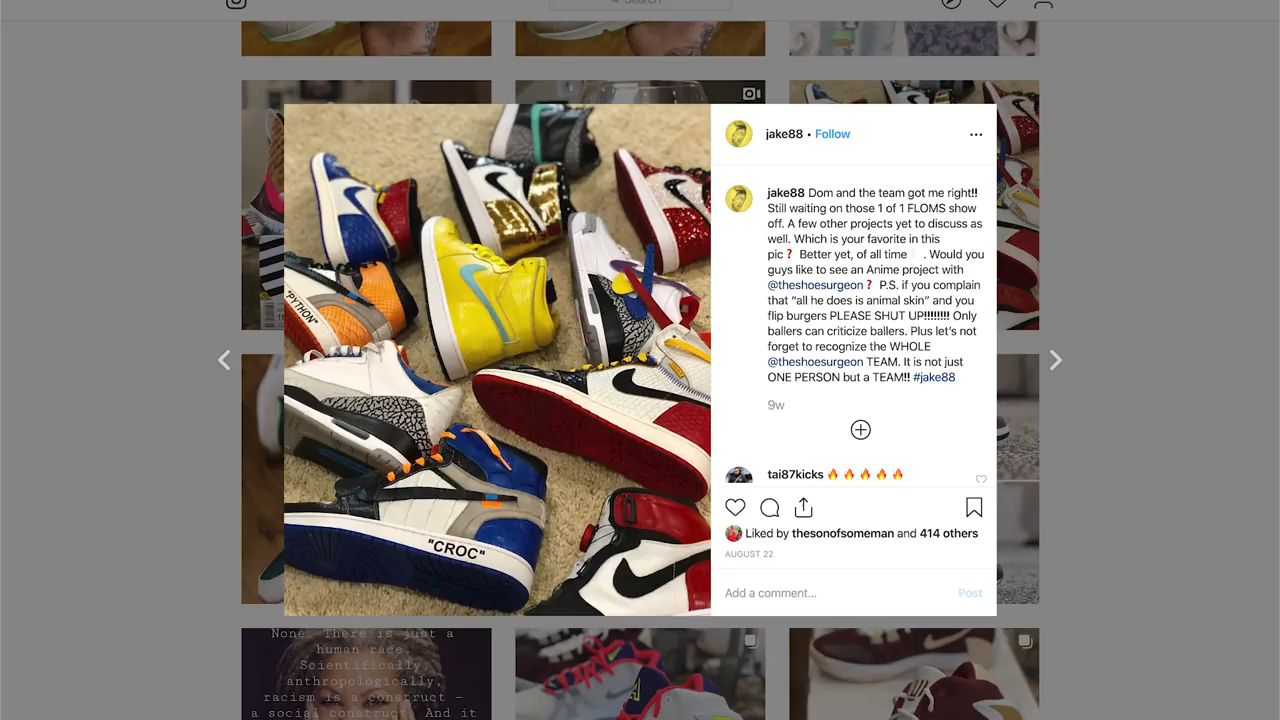 Search
jake88 • Follow
jake88 Dom and the team got me right!!
Still waiting on those 1 of 1 FLOMS show
off. A few other projects yet to discuss as
well. Which is your favorite in this
pic❓ Better yet, of all time . Would you
guys like to see an Anime project with
@theshoesurgeon❓ P.S. if you complain
that “all he does is animal skin” and you
flip burgers PLEASE SHUT UP!!!!!!!! Only
ballers can criticize ballers. Plus let’s not
forget to recognize the WHOLE
@theshoesurgeon TEAM. It is not just
ONE PERSON but a TEAM!! #jake88
9w
tai87kicks 🔥 🔥 🔥 🔥 🔥
Liked by thesonofsomeman and 414 others
AUGUST 22
Add a comment... Post
"PYTHON"
"CROC"
None. There is just a
human race.
Scientifically,
anthropologically,
racism is a construct –
a social construct. And it